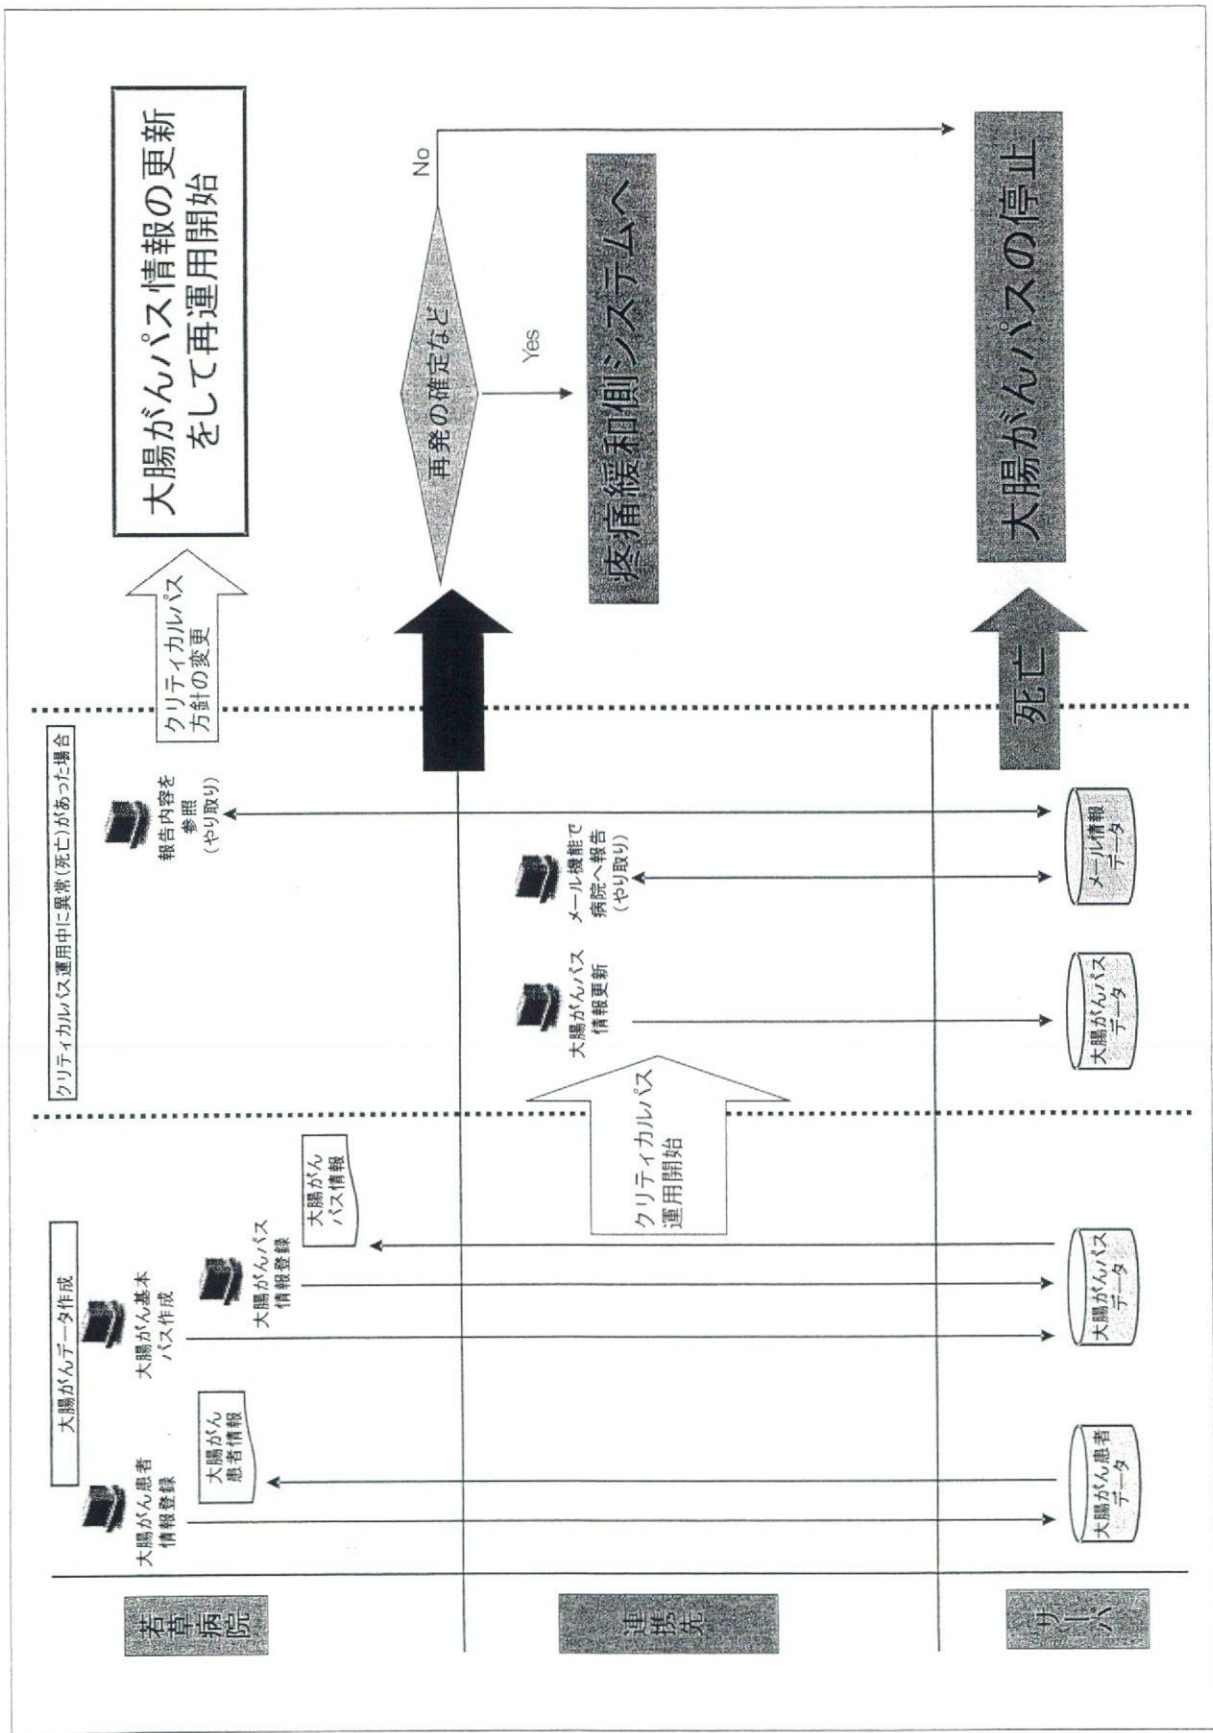 若草病院
連携先
サーバ
大腸がんデータ作成
大腸がん患者
情報登録
大腸がん
患者情報
大腸がん基本
パス作成
大腸がんパス
情報登録
大腸がん
パス情報
大腸がん患者
データ
大腸がんパス
データ
クリティカルパス
運用開始
クリティカルパス運用中に異常(死亡)があった場合
大腸がんパス
情報更新
メール機能で
病院へ報告
(やり取り)
報告内容を
参照
(やり取り)
大腸がんパス
データ
メール情報
データ
クリティカルパス
方針の変更
大腸がんパス情報の更新
をして再運用開始
再発の確定など
No
Yes
疼痛緩和側システムへ
死亡
大腸がんパスの停止